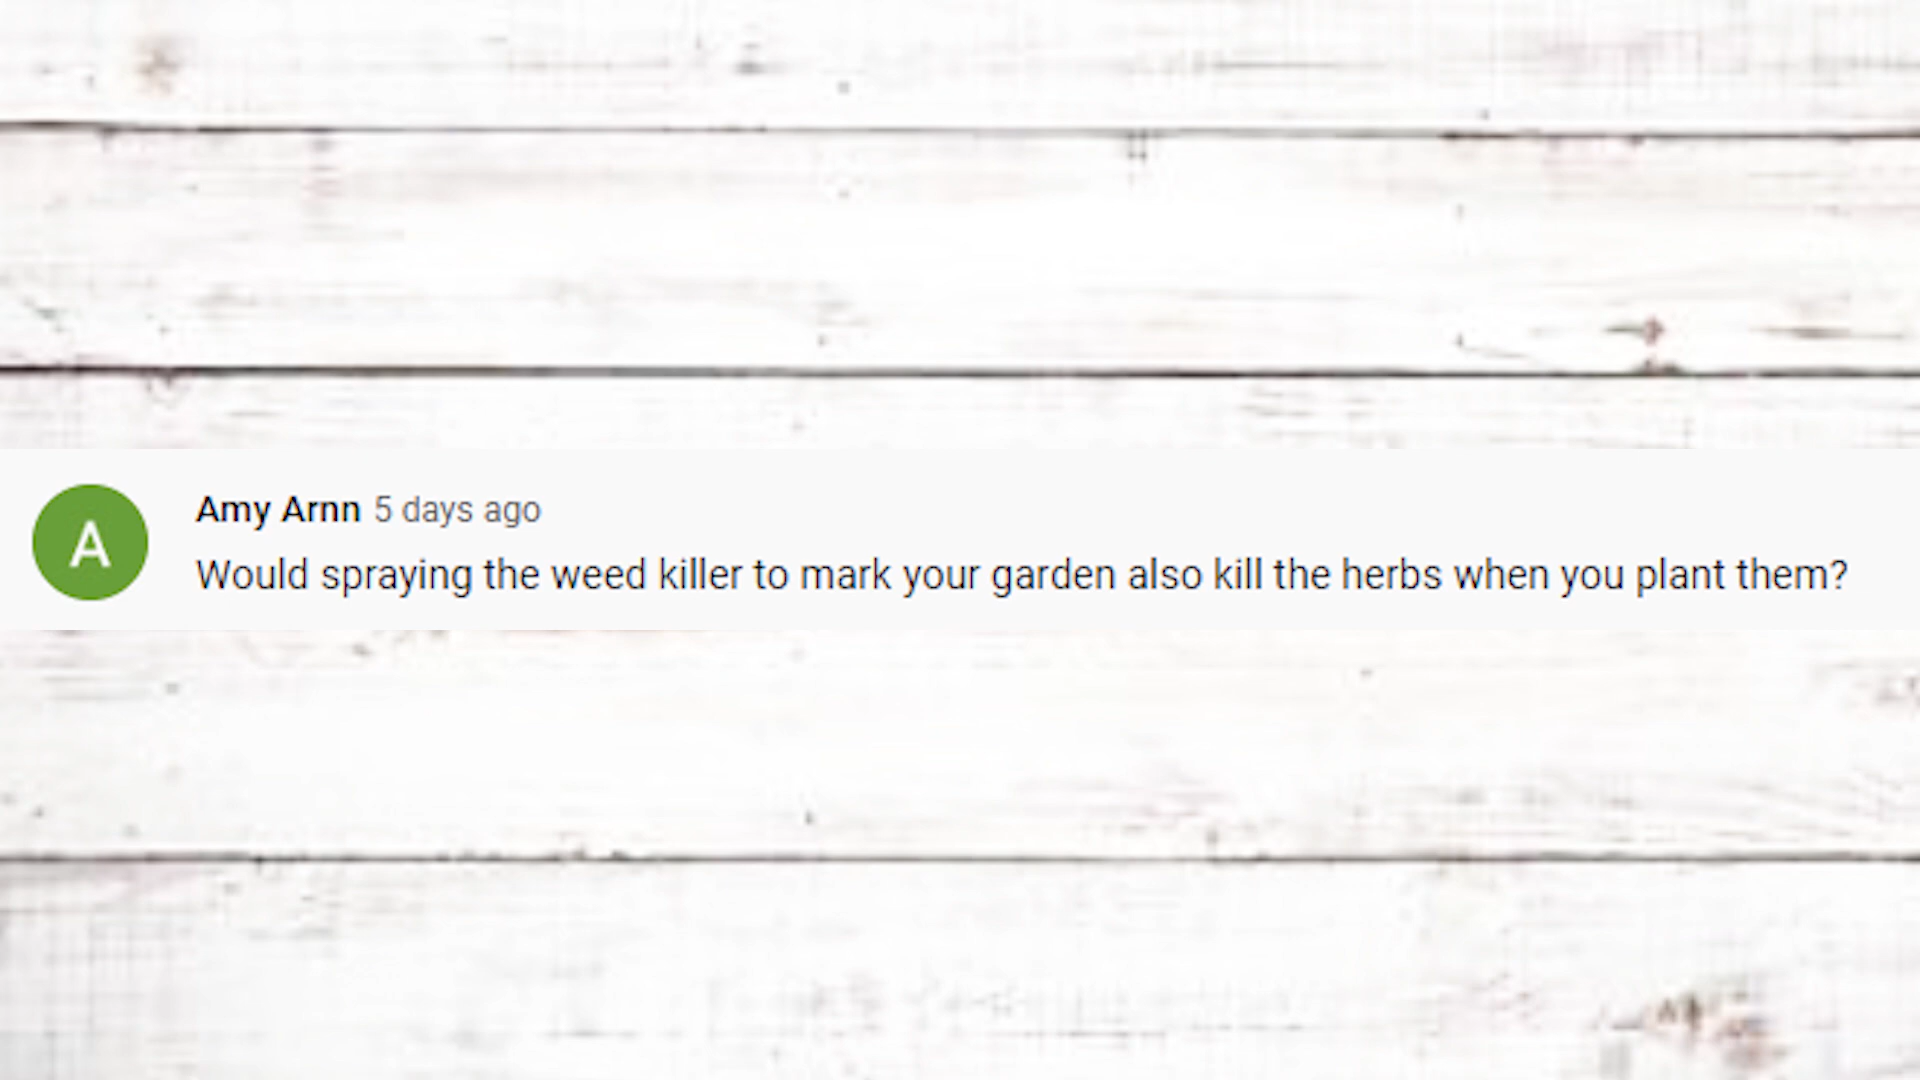 A
Amy Arnn 5 days ago
Would spraying the weed killer to mark your garden also kill the herbs when you plant them?